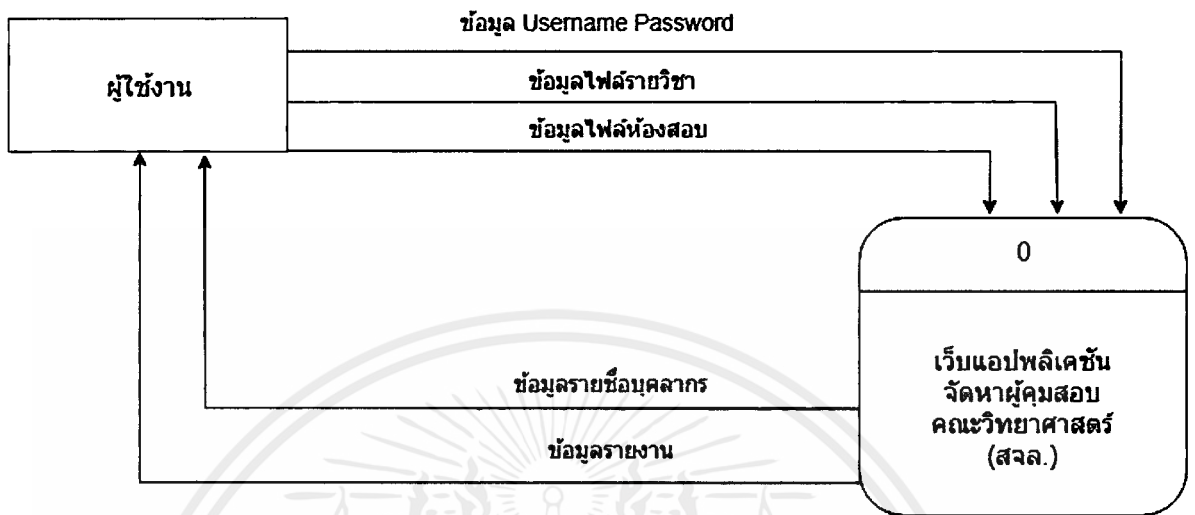 ข้อมูล Username Password
ผู้ใช้งาน
ข้อมูลไฟล์รายวิชา
ข้อมูลไฟล์ห้องสอบ
0
เว็บแอปพลิเคชัน
จัดหาผู้คุมสอบ
คณะวิทยาศาสตร์
(สจล.)
ข้อมูลรายชื่อบุคลากร
ข้อมูลรายงาน